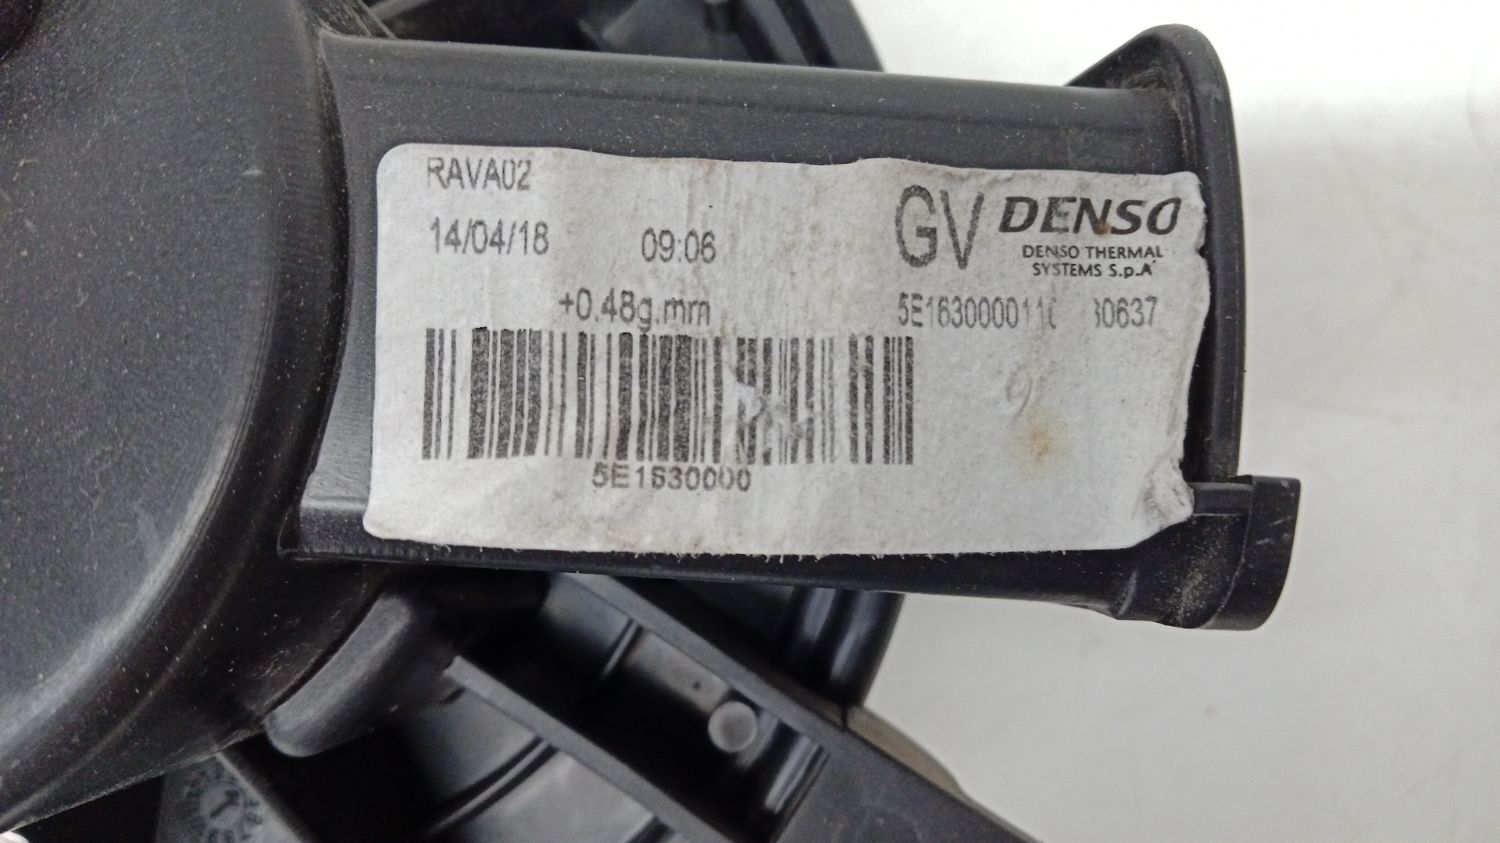 RAVA02
14/04/18 09:06
GV DENSO
DENSO THERMAL
SYSTEMS S.p.A
+0.48g.mm
5E1630000